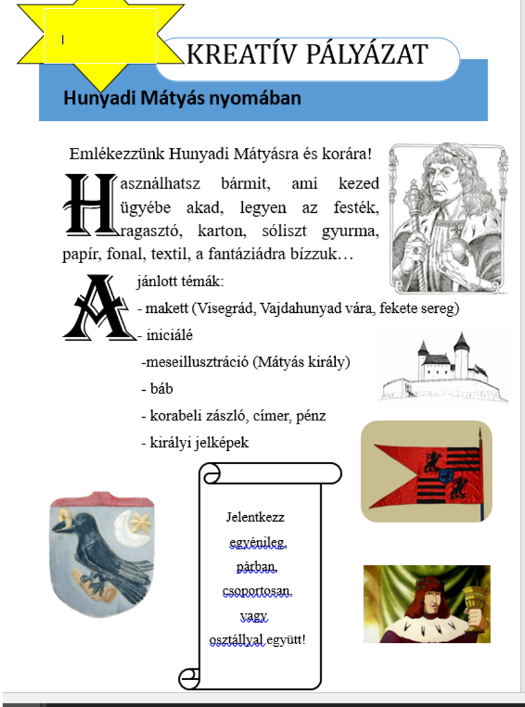 KREATÍV PÁLYÁZAT
Hunyadi Mátyás nyomában
Emlékezzünk Hunyadi Mátyásra és korára!
Használhatsz bármit, ami kezed
ügyébe akad, legyen az festék,
ragasztó, karton, sóliszt gyurma,
papír, fonal, textil, a fantáziádra bízzuk…
Ajánlott témák:
- makett (Visegrád, Vajdahunyad vára, fekete sereg)
- iniciálé
-meseillusztráció (Mátyás király)
- báb
- korabeli zászló, címer, pénz
- királyi jelképek
Jelentkezz
egyénileg,
párban,
csoportosan,
vagy
osztállyal együtt!